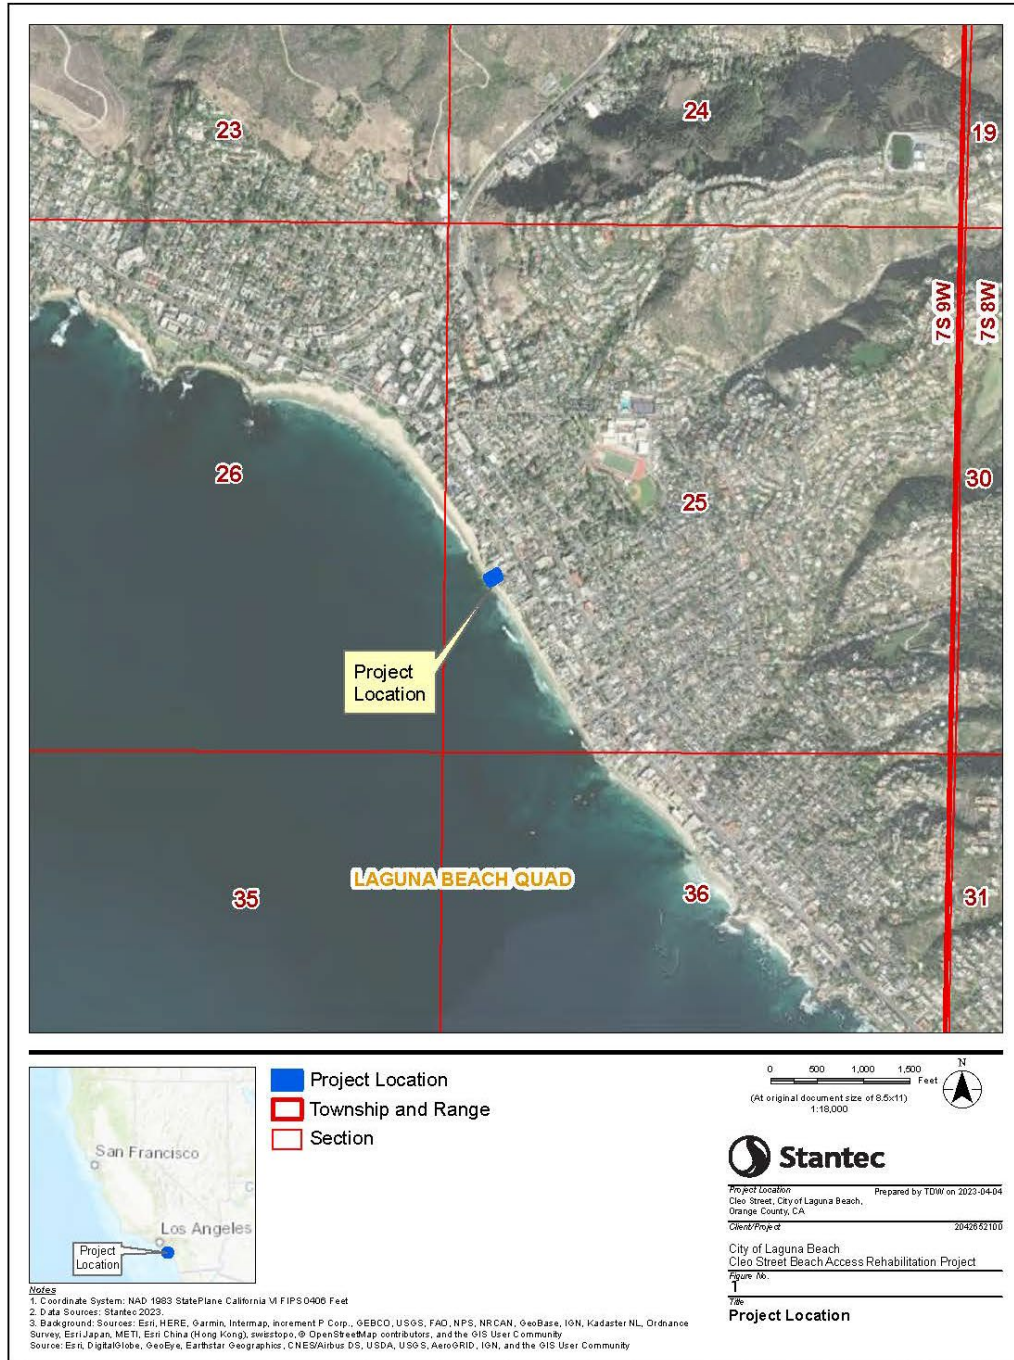 23
24
19
7S 9W
7S 8W
26
25
30
Project
Location
LAGUNA BEACH QUAD
35
36
31
San Francisco
Los Angeles
Project
Location
Project Location
Township and Range
Section
0 500 1,000 1,500
Feet
(At original document size of 8.5x11)
1:18,000
N
Stantec
Project Location
Prepared by TDW on 2023-04-04
Cleo Street, City of Laguna Beach,
Orange County, CA
Client/Project
2042652100
City of Laguna Beach
Cleo Street Beach Access Rehabilitation Project
Figure No.
1
Title
Project Location
Notes
1. Coordinate System: NAD 1983 StatePlane California VI FIPS 0406 Feet
2. Data Sources: Stantec 2023.
3. Background: Sources: Esri, HERE, Garmin, Intermap, increment P Corp., GEBCO, USGS, FAO, NPS, NRCAN, GeoBase, IGN, Kadaster NL, Ordnance
Survey, Esri Japan, METI, Esri China (Hong Kong), swisstopo, © OpenStreetMap contributors, and the GIS User Community
Source: Esri, DigitalGlobe, GeoEye, Earthstar Geographics, CNES/Airbus DS, USDA, USGS, AeroGRID, IGN, and the GIS User Community